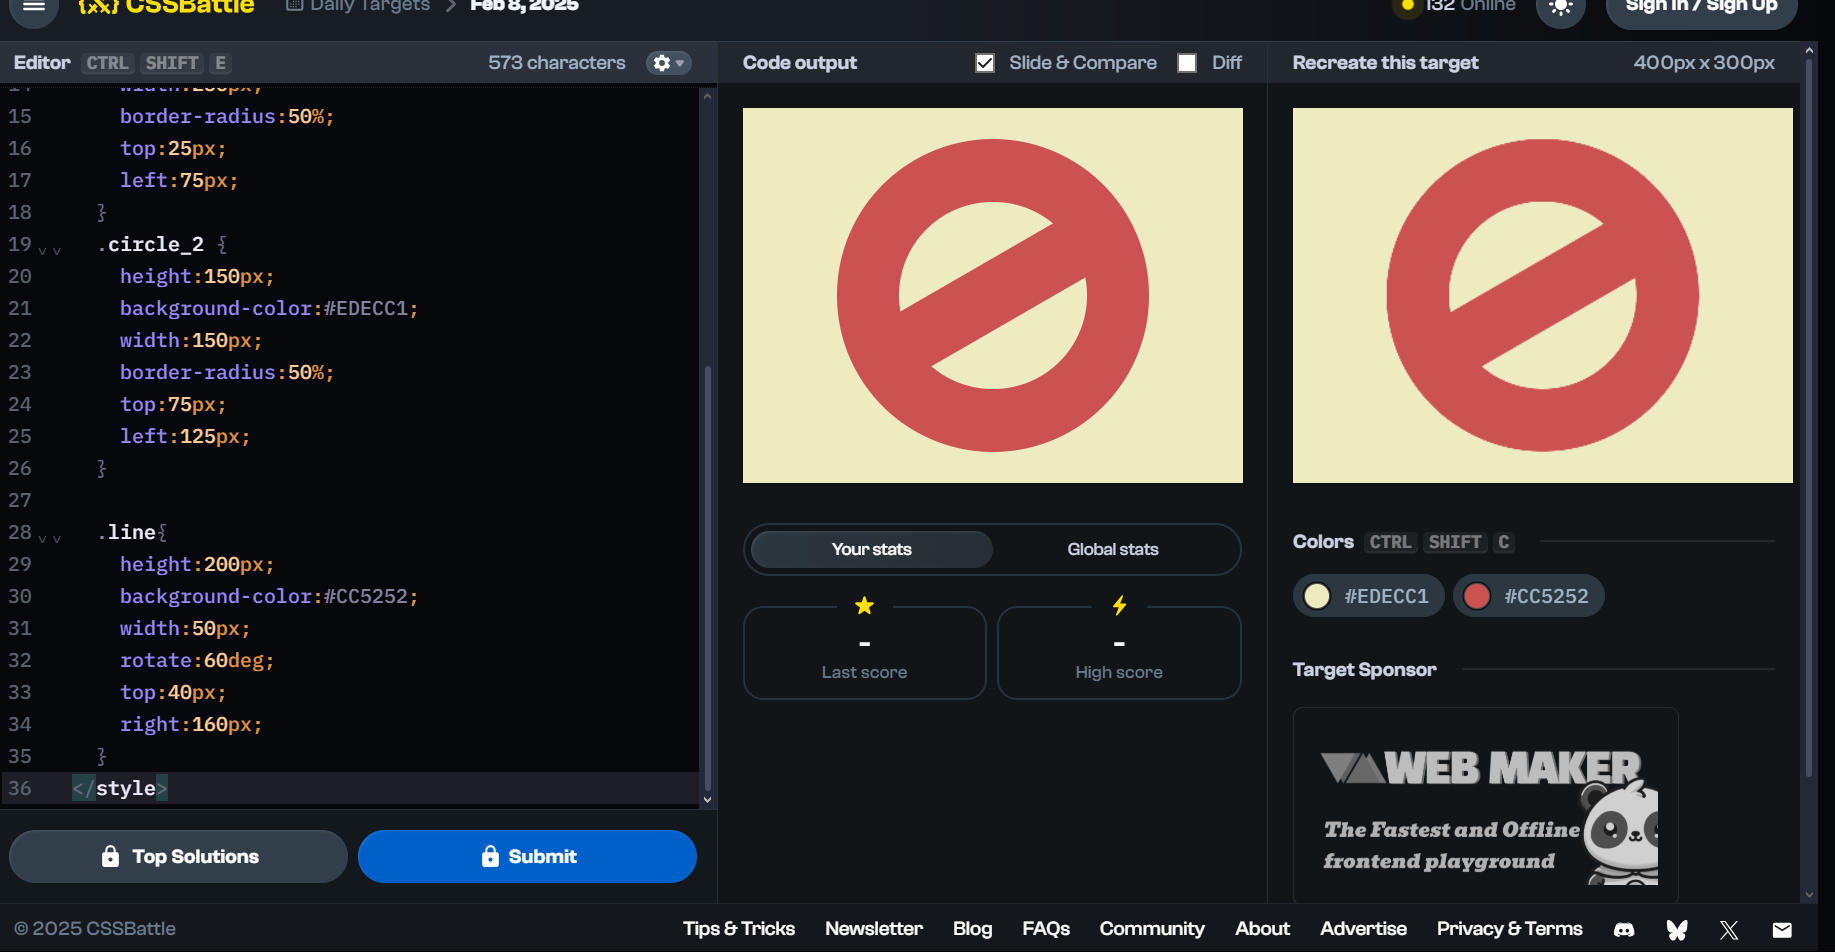 CSSBattle
Daily Targets
Feb 8, 2025
132 Online
Sign In / Sign Up
Editor CTRL SHIFT E
573 characters
Code output
Slide & Compare
Diff
Recreate this target
400px x 300px
14 width:250px;
15 border-radius:50%;
16 top:25px;
17 left:75px;
18 }
19 .circle_2 {
20 height:150px;
21 background-color:#EDECC1;
22 width:150px;
23 border-radius:50%;
24 top:75px;
25 left:125px;
26 }
27
28 .line{
29 height:200px;
30 background-color:#CC5252;
31 width:50px;
32 rotate:60deg;
33 top:40px;
34 right:160px;
35 }
36 </style>
Top Solutions
Submit
Your stats
Global stats
-
Last score
-
High score
Colors CTRL SHIFT C
#EDECC1
#CC5252
Target Sponsor
WEB MAKER
The Fastest and Offline
frontend playground
© 2025 CSSBattle
Tips & Tricks
Newsletter
Blog
FAQs
Community
About
Advertise
Privacy & Terms